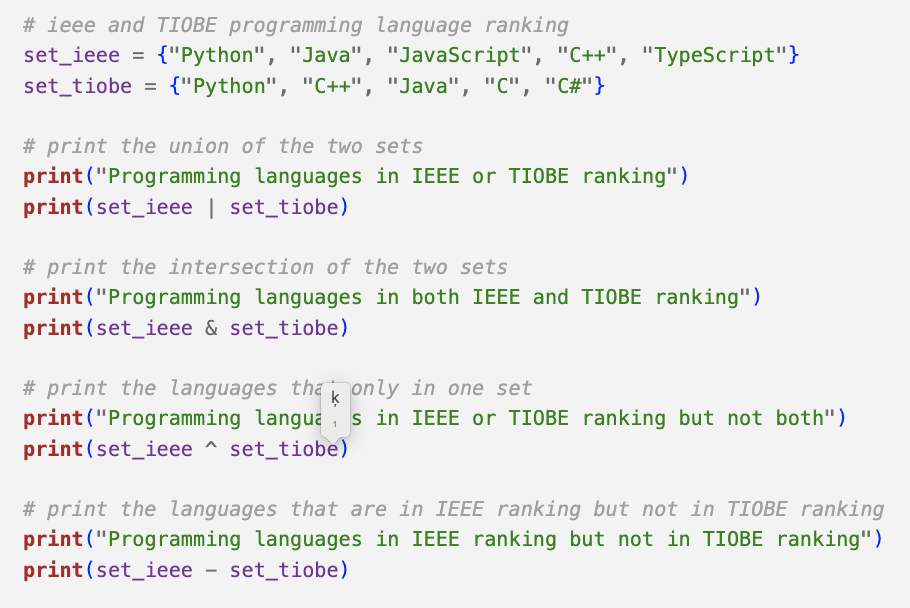 # ieee and TIOBE programming language ranking
set_ieee = {"Python", "Java", "JavaScript", "C++", "TypeScript"}
set_tiobe = {"Python", "C++", "Java", "C", "C#"}
# print the union of the two sets
print("Programming languages in IEEE or TIOBE ranking")
print(set_ieee | set_tiobe)
# print the intersection of the two sets
print("Programming languages in both IEEE and TIOBE ranking")
print(set_ieee & set_tiobe)
# print the languages that only in one set
ķ
print("Programming languages in IEEE or TIOBE ranking but not both")
1
print(set_ieee ^ set_tiobe)
# print the languages that are in IEEE ranking but not in TIOBE ranking
print("Programming languages in IEEE ranking but not in TIOBE ranking")
print(set_ieee - set_tiobe)